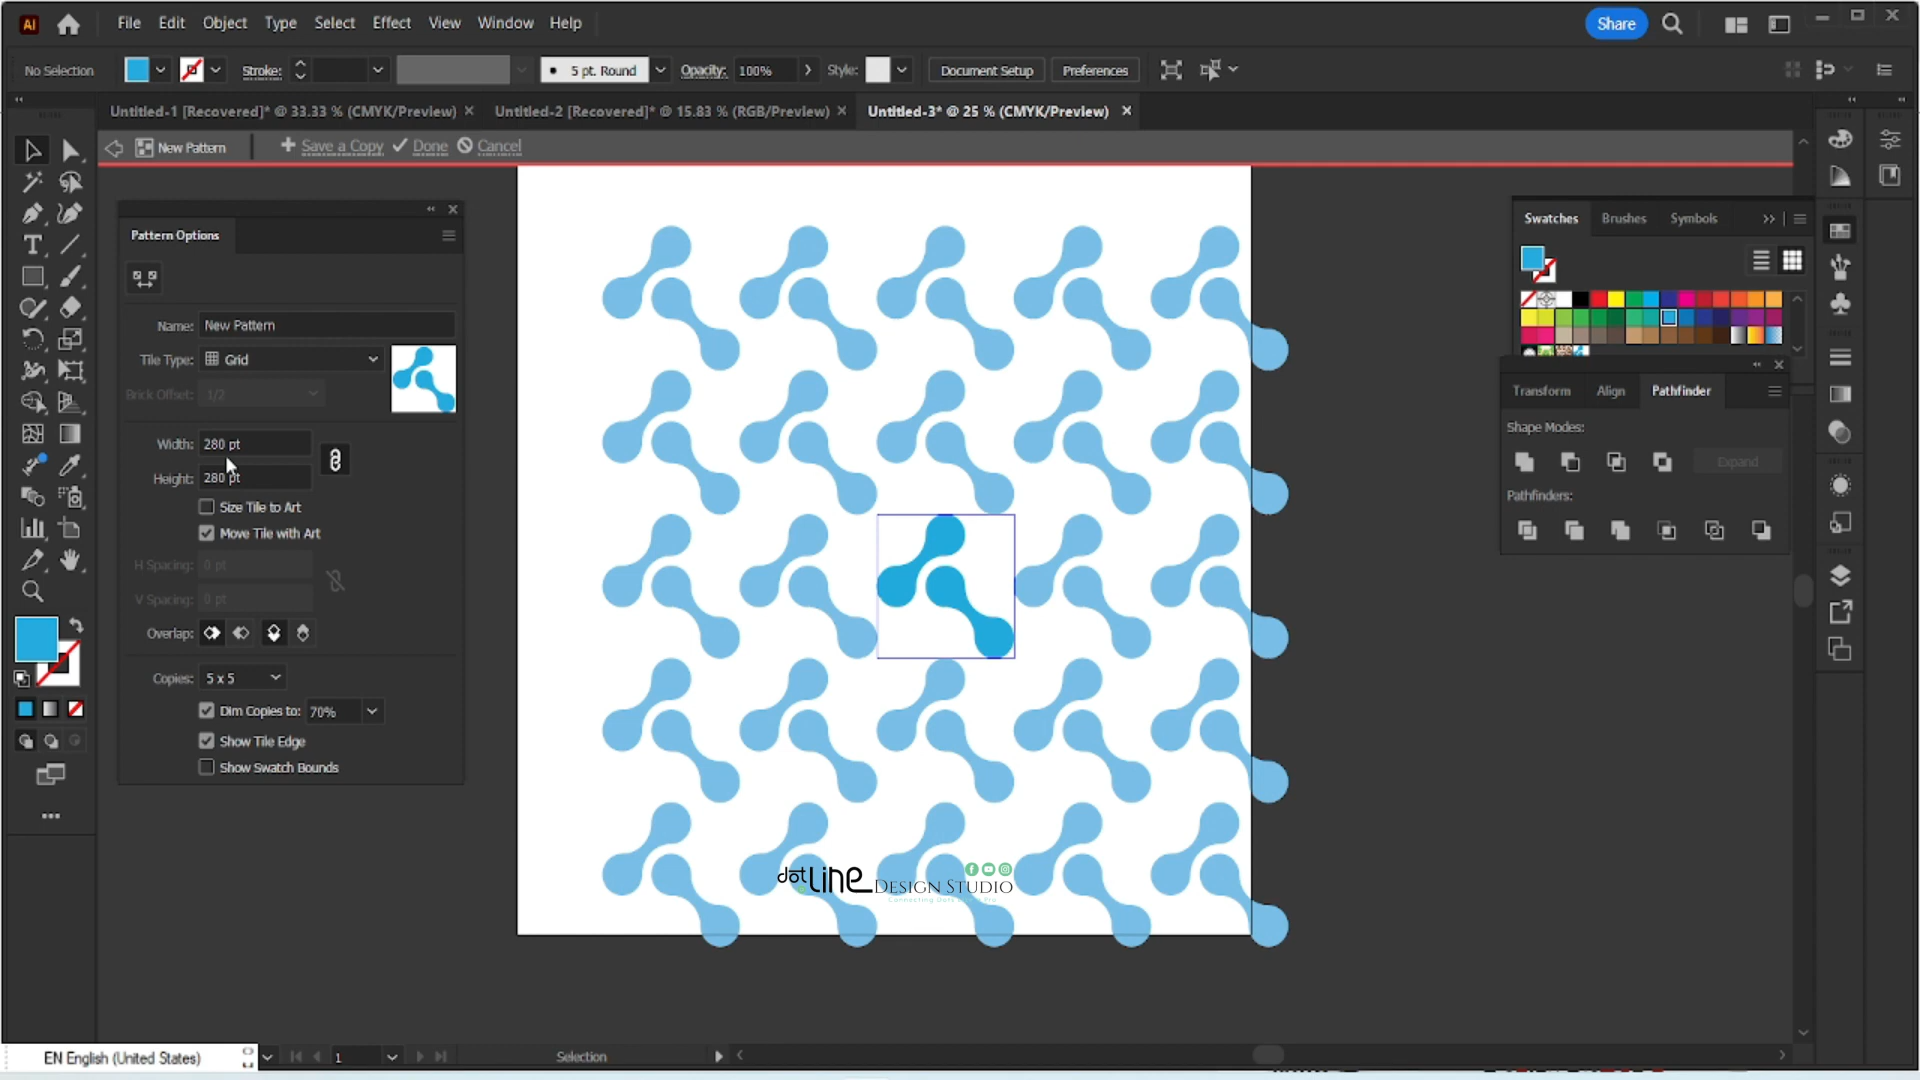 Ai File Edit Object Type Select Effect View Window Help Share
No Selection Stroke: 5 pt. Round Opacity: 100% Style: Document Setup Preferences
Untitled-1 [Recovered]* @ 33.33 % (CMYK/Preview) Untitled-2 [Recovered]* @ 15.83 % (RGB/Preview) Untitled-3* @ 25 % (CMYK/Preview)
New Pattern Save a Copy Done Cancel
Pattern Options
Name: New Pattern
Tile Type: Grid
Brick Offset: 1/2
Width: 280 pt
Height: 280 pt
Size Tile to Art
Move Tile with Art
H Spacing: 0 pt
V Spacing: 0 pt
Overlap:
Copies: 5 x 5
Dim Copies to: 70%
Show Tile Edge
Show Swatch Bounds
Swatches Brushes Symbols
Transform Align Pathfinder
Shape Modes:
Expand
Pathfinders:
dot LINE DESIGN STUDIO
EN English (United States) 1 Selection